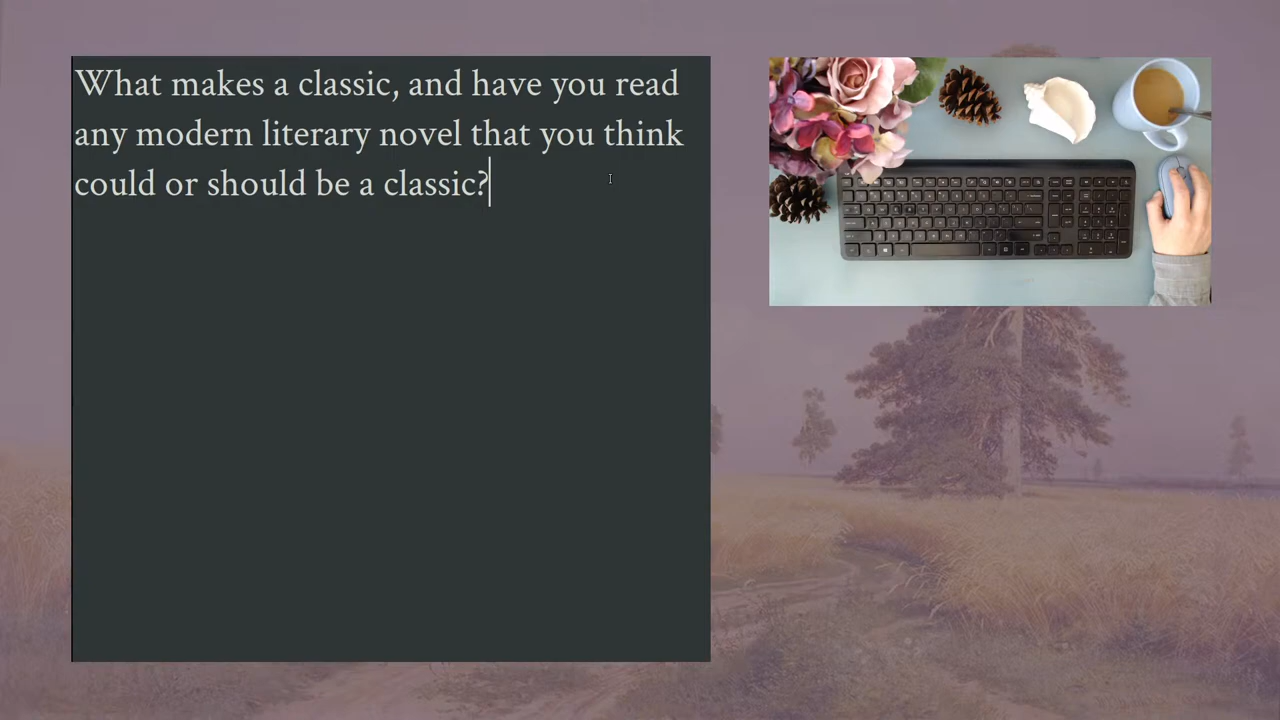 What makes a classic, and have you read
any modern literary novel that you think
could or should be a classic?